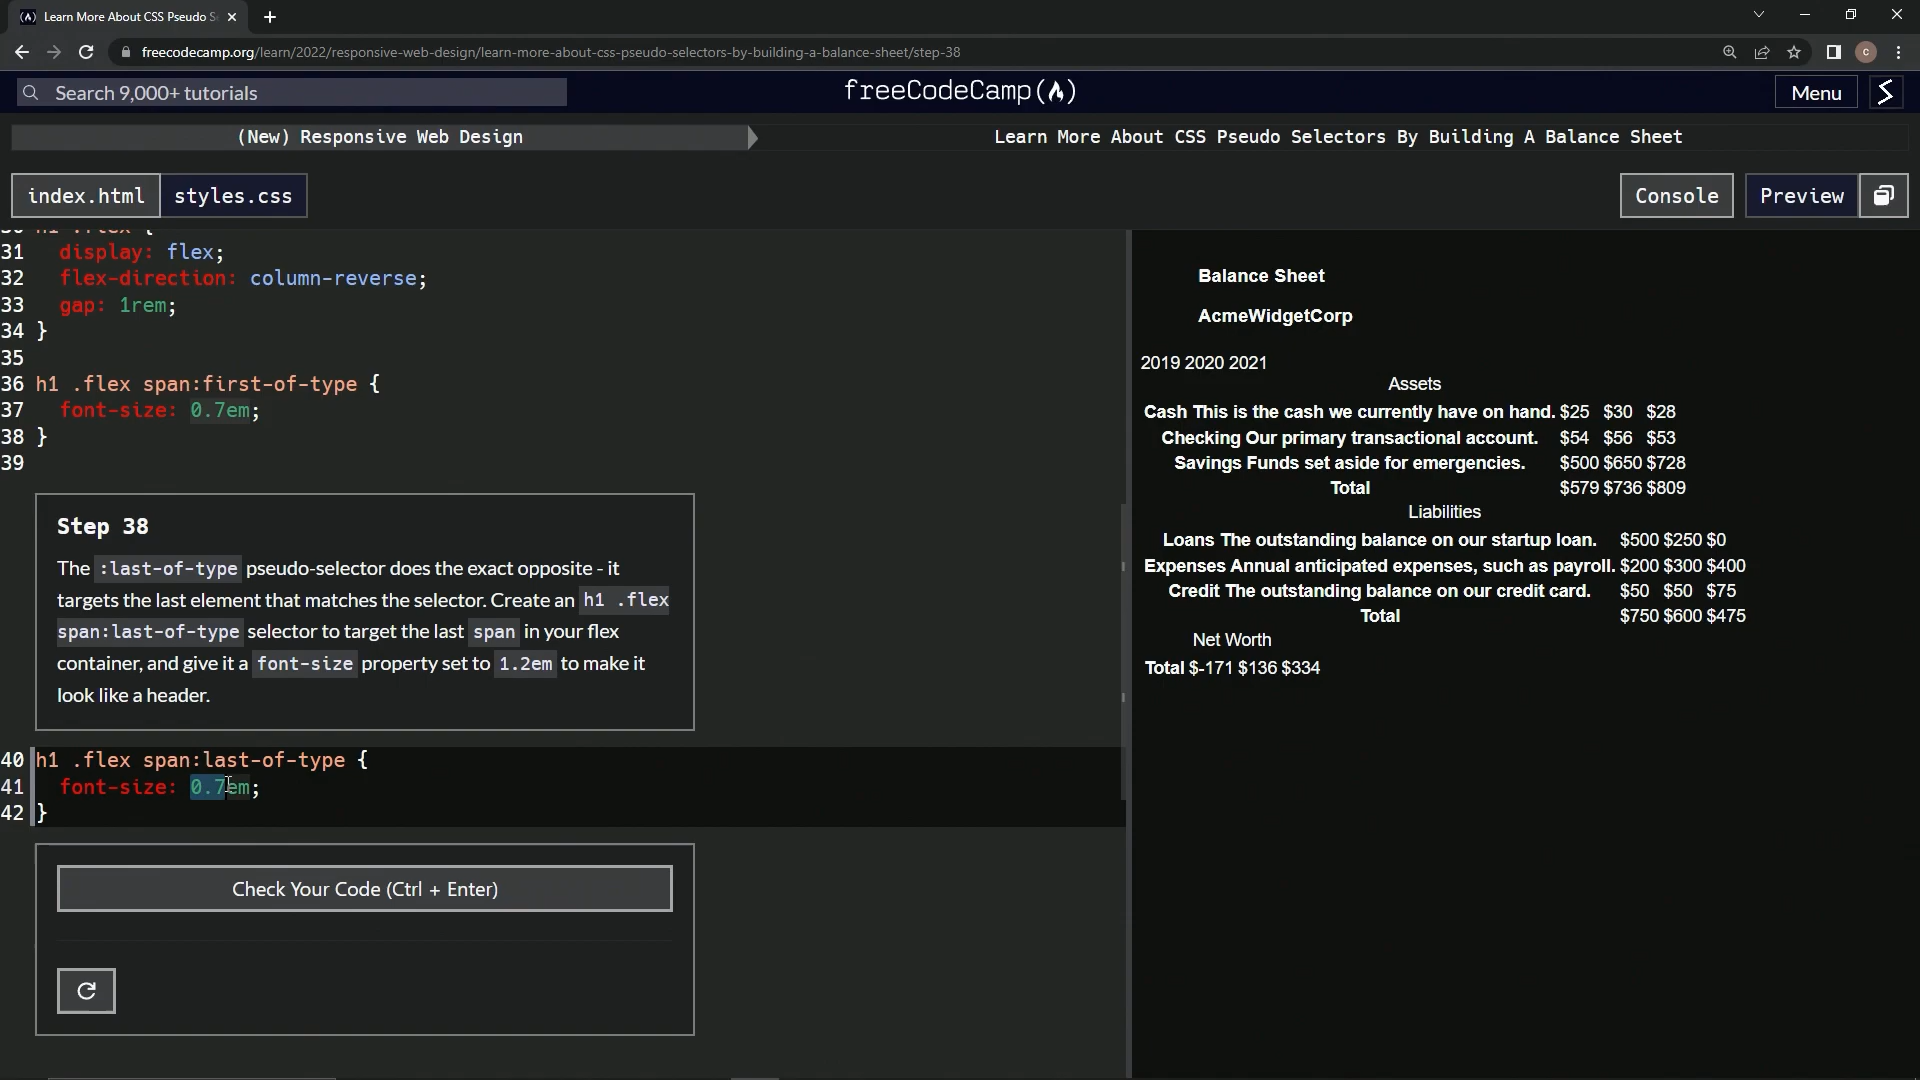 Learn More About CSS Pseudo S
freecodecamp.org/learn/2022/responsive-web-design/learn-more-about-css-pseudo-selectors-by-building-a-balance-sheet/step-38
c
Search 9,000+ tutorials
freeCodeCamp
Menu
(New) Responsive Web Design
Learn More About CSS Pseudo Selectors By Building A Balance Sheet
index.html
styles.css
Console
Preview
30 h1 .flex {
31 display: flex;
32 flex-direction: column-reverse;
33 gap: 1rem;
34 }
35
36 h1 .flex span:first-of-type {
37 font-size: 0.7em;
38 }
39
Step 38
The :last-of-type pseudo-selector does the exact opposite - it
targets the last element that matches the selector. Create an h1 .flex
span:last-of-type selector to target the last span in your flex
container, and give it a font-size property set to 1.2em to make it
look like a header.
40 h1 .flex span:last-of-type {
41 font-size: 0.7em;
42 }
Check Your Code (Ctrl + Enter)
Balance Sheet
AcmeWidgetCorp
2019 2020 2021
Assets
Cash This is the cash we currently have on hand. $25 $30 $28
Checking Our primary transactional account. $54 $56 $53
Savings Funds set aside for emergencies. $500 $650 $728
Total $579 $736 $809
Liabilities
Loans The outstanding balance on our startup loan. $500 $250 $0
Expenses Annual anticipated expenses, such as payroll. $200 $300 $400
Credit The outstanding balance on our credit card. $50 $50 $75
Total $750 $600 $475
Net Worth
Total $-171 $136 $334